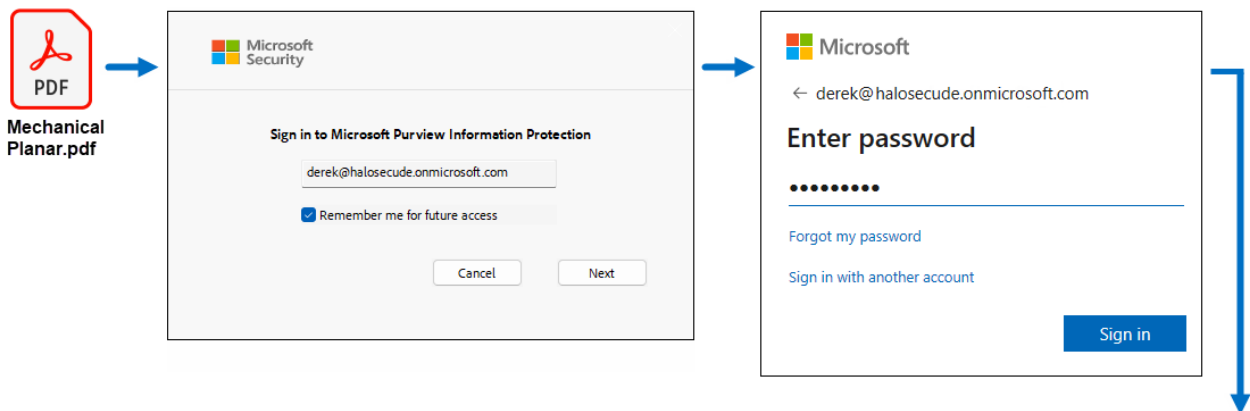 PDF
Mechanical
Planar.pdf
Microsoft
Security
Sign in to Microsoft Purview Information Protection
derek@halosecude.onmicrosoft.com
Remember me for future access
Cancel
Next
Microsoft
← derek@halosecude.onmicrosoft.com
Enter password
•••••••••
Forgot my password
Sign in with another account
Sign in